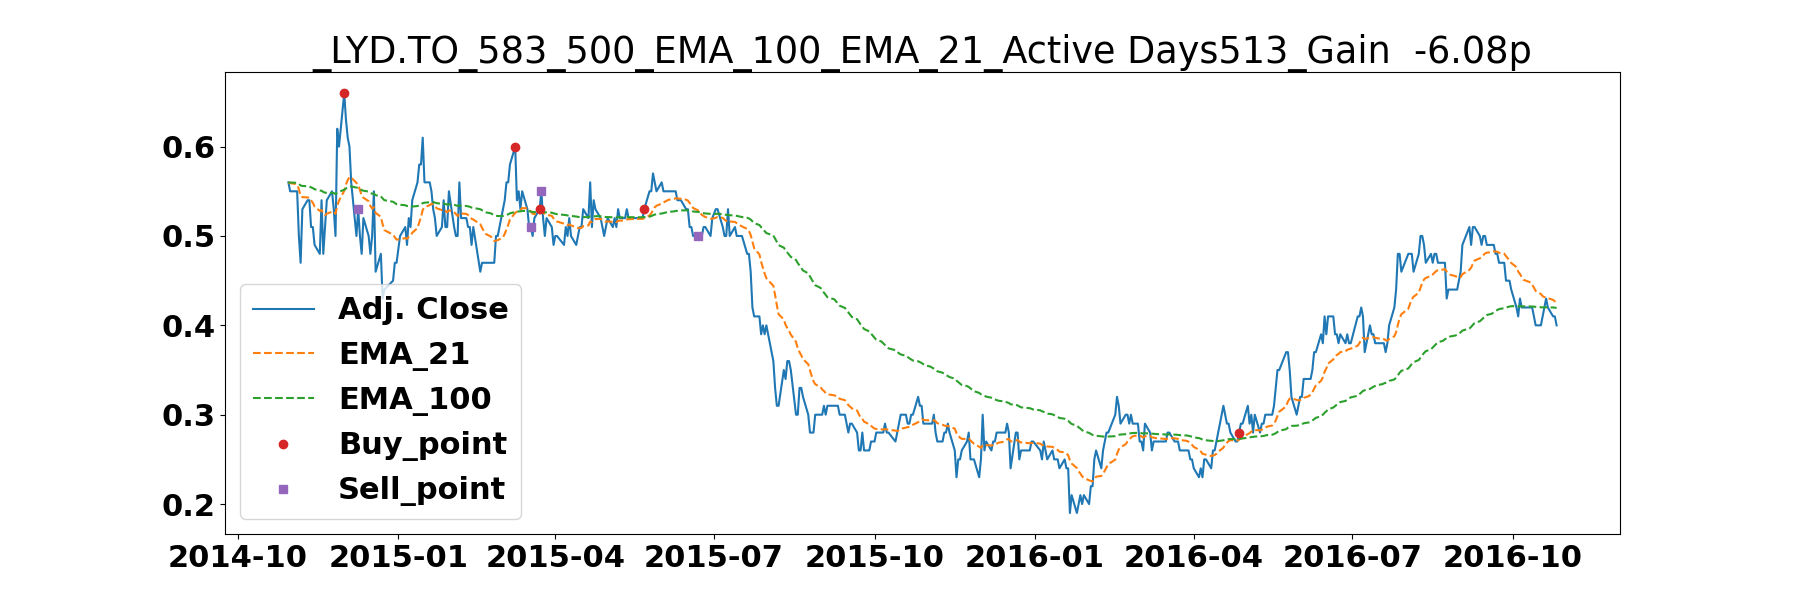 _LYD.TO_583_500_EMA_100_EMA_21_Active Days513_Gain  -6.08p
0.6
0.5
0.4
0.3
0.2
Adj. Close
EMA_21
EMA_100
Buy_point
Sell_point
2014-10 2015-01 2015-04 2015-07 2015-10 2016-01 2016-04 2016-07 2016-10